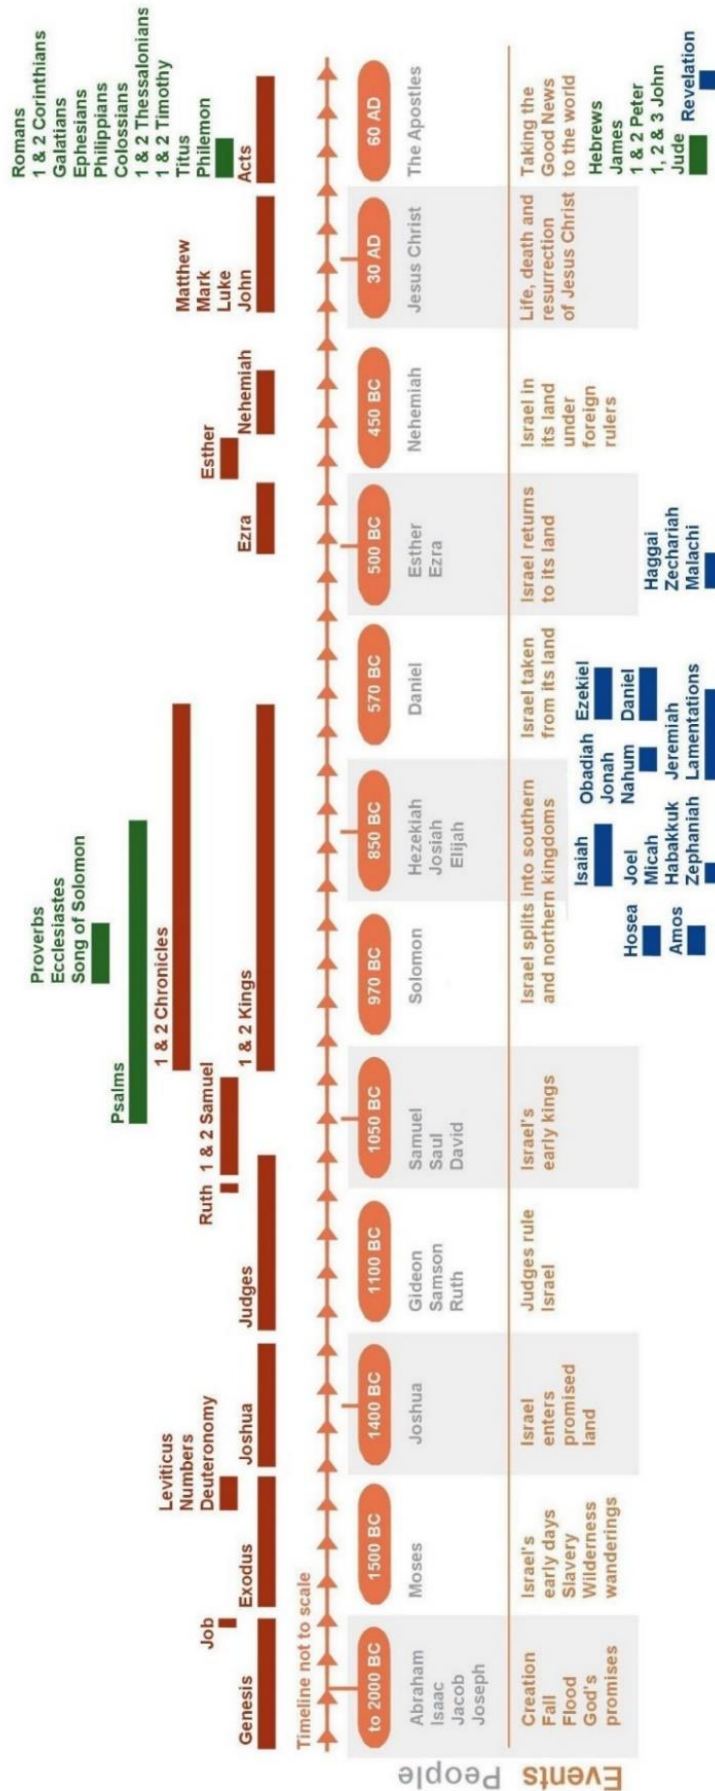 Proverbs
Ecclesiastes
Song of Solomon
Romans
1 & 2 Corinthians
Galatians
Ephesians
Philippians
Colossians
1 & 2 Thessalonians
1 & 2 Timothy
Titus
Philemon
Psalms
1 & 2 Chronicles
Leviticus
Numbers
Deuteronomy
Matthew
Mark
Luke
John
Job
Ruth
1 & 2 Samuel
Esther
Genesis
Exodus
Joshua
Judges
1 & 2 Kings
Ezra
Nehemiah
Acts
Timeline not to scale
to 2000 BC
1500 BC
1400 BC
1100 BC
1050 BC
970 BC
850 BC
570 BC
500 BC
450 BC
30 AD
60 AD
People
Abraham
Isaac
Jacob
Joseph
Moses
Joshua
Gideon
Samson
Ruth
Samuel
Saul
David
Solomon
Hezekiah
Josiah
Elijah
Daniel
Esther
Ezra
Nehemiah
Jesus Christ
The Apostles
Events
Creation
Fall
Flood
God's
promises
Israel's
early days
Slavery
Wilderness
wanderings
Israel
enters
promised
land
Judges rule
Israel
Israel's
early kings
Israel splits into southern
and northern kingdoms
Israel taken
from its land
Israel returns
to its land
Israel in
its land
under
foreign
rulers
Life, death and
resurrection
of Jesus Christ
Taking the
Good News
to the world
Hosea
Amos
Isaiah
Joel
Micah
Habakkuk
Zephaniah
Obadiah
Jonah
Nahum
Jeremiah
Lamentations
Ezekiel
Daniel
Haggai
Zechariah
Malachi
Hebrews
James
1 & 2 Peter
1, 2 & 3 John
Jude
Revelation